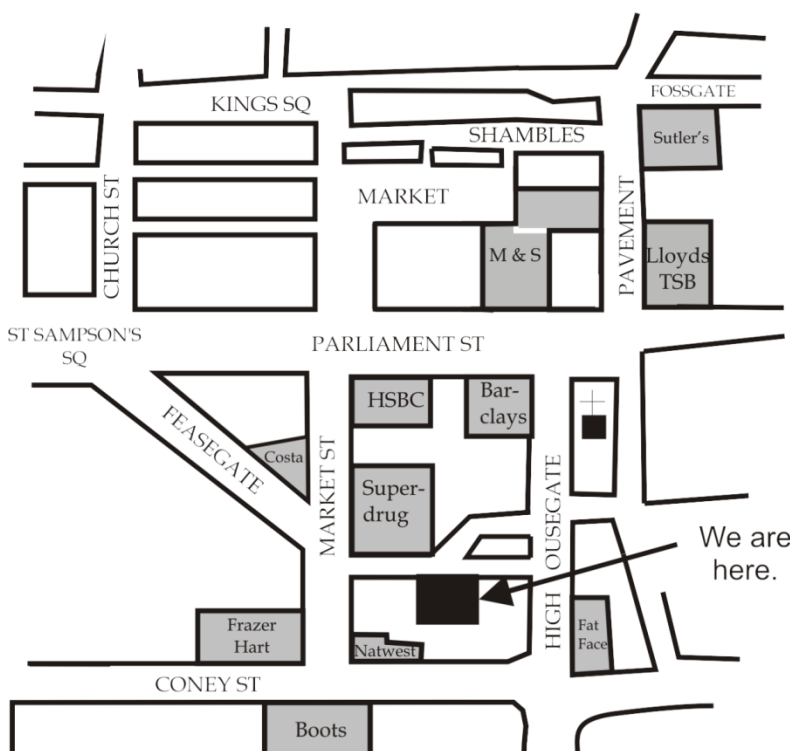 KINGS SQ
FOSSGATE
SHAMBLES
Sutler's
MARKET
CHURCH ST
PAVEMENT
M & S
Lloyds
TSB
ST SAMPSON'S
SQ
PARLIAMENT ST
FEASEGATE
HSBC
Bar-
clays
Costa
MARKET ST
Super-
drug
HIGH OUSEGATE
We are
here.
Frazer
Hart
Natwest
Fat
Face
CONEY ST
Boots